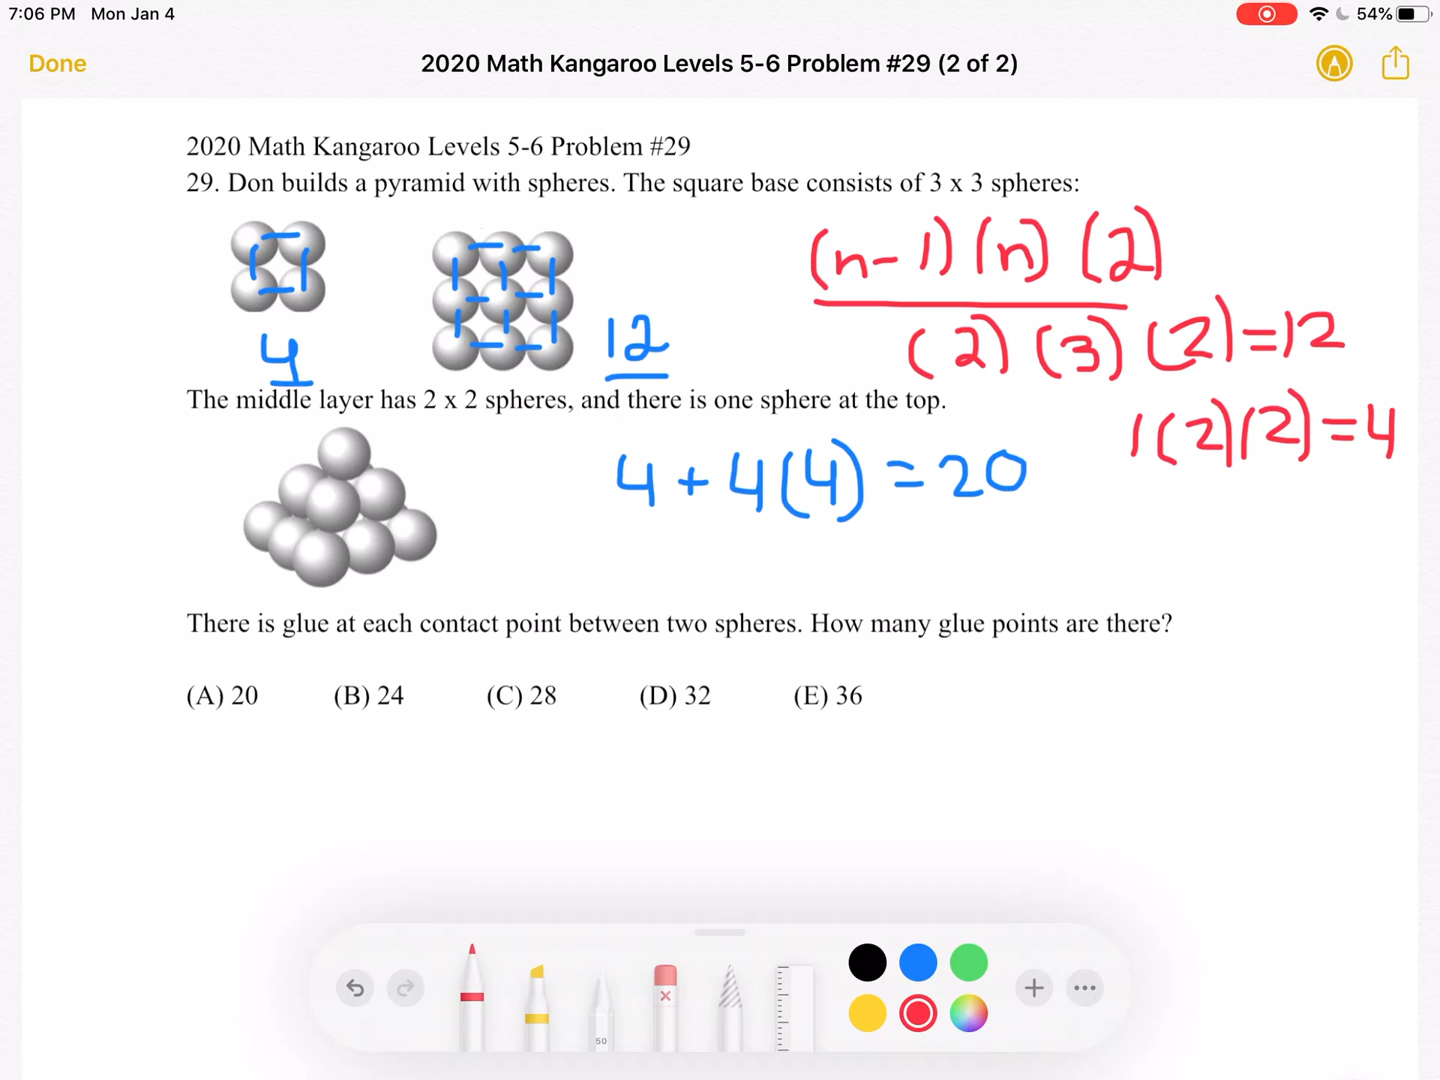 7:06 PM Mon Jan 4
54%
Done
2020 Math Kangaroo Levels 5-6 Problem #29 (2 of 2)
2020 Math Kangaroo Levels 5-6 Problem #29
29. Don builds a pyramid with spheres. The square base consists of 3 x 3 spheres:
(n-1)(n)(2)
(2)(3)(2)=12
4
12
1(2)(2)=4
The middle layer has 2 x 2 spheres, and there is one sphere at the top.
4+4(4)=20
There is glue at each contact point between two spheres. How many glue points are there?
(A) 20 (B) 24 (C) 28 (D) 32 (E) 36
50